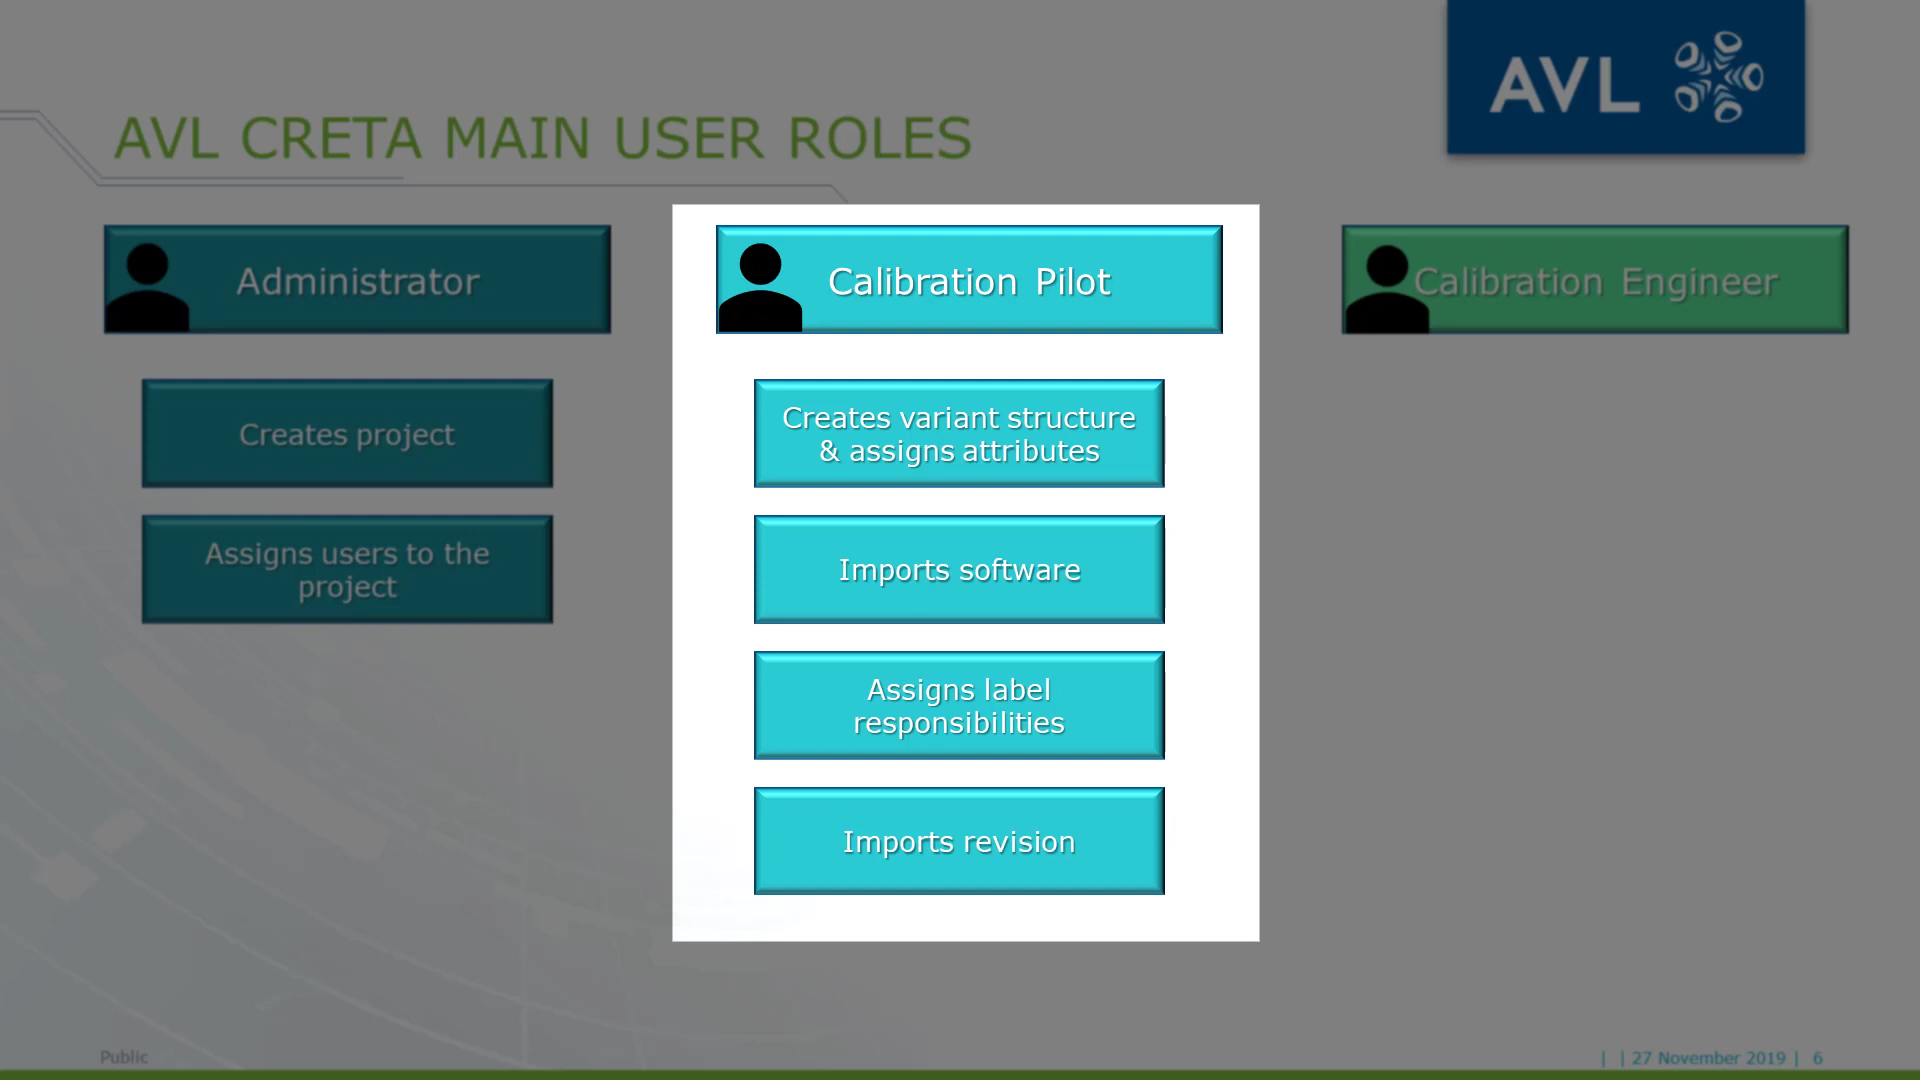 AVL
AVL CRETA MAIN USER ROLES
Administrator
Creates project
Assigns users to the
project
Calibration Pilot
Creates variant structure
& assigns attributes
Imports software
Assigns label
responsibilities
Imports revision
Calibration Engineer
Public
| | 27 November 2019 | 6